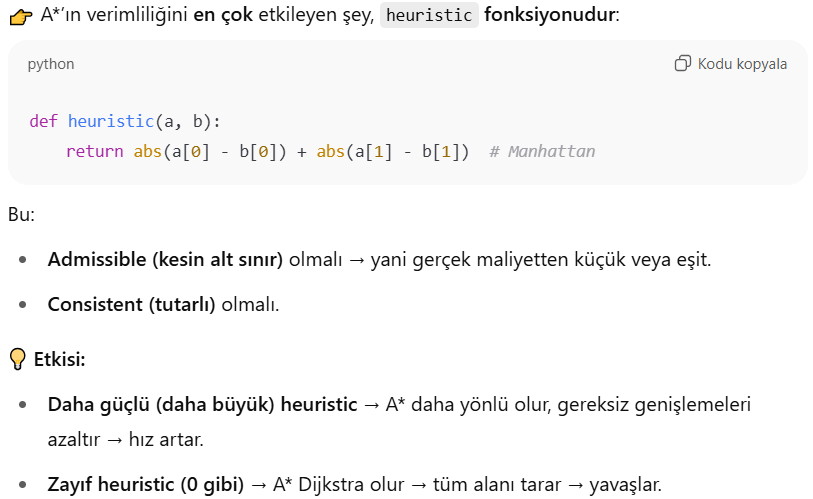 👉 A*'ın verimliliğini en çok etkileyen şey, heuristic fonksiyonudur:
python
Kodu kopyala
def heuristic(a, b):
    return abs(a[0] - b[0]) + abs(a[1] - b[1])  # Manhattan
Bu:
• Admissible (kesin alt sınır) olmalı → yani gerçek maliyetten küçük veya eşit.
• Consistent (tutarlı) olmalı.
💡 Etkisi:
• Daha güçlü (daha büyük) heuristic → A* daha yönlü olur, gereksiz genişlemeleri
azaltır → hız artar.
• Zayıf heuristic (0 gibi) → A* Dijkstra olur → tüm alanı tarar → yavaşlar.